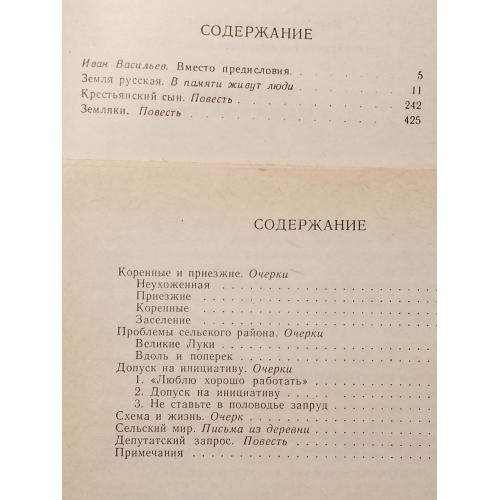 СОДЕРЖАНИЕ
Иван Васильев. Вместо предисловия. . . . . . . . . 5
Земля русская. В памяти живут люди . . . . . . . . 11
Крестьянский сын. Повесть . . . . . . . . . . . 242
Земляки. Повесть . . . . . . . . . . . . . . 425
СОДЕРЖАНИЕ
Коренные и приезжие. Очерки
Неухоженная . . . . . . . . . . . . . . .
Приезжие . . . . . . . . . . . . . . . .
Коренные . . . . . . . . . . . . . . . .
Заселение . . . . . . . . . . . . . . . .
Проблемы сельского района. Очерки
Великие Луки . . . . . . . . . . . . . . .
Вдоль и поперек . . . . . . . . . . . . . .
Допуск на инициативу. Очерки
1. «Люблю хорошо работать» . . . . . . . . .
2. Допуск на инициативу . . . . . . . . . . .
3. Не ставьте в половодье запруд . . . . . . . .
Схема и жизнь. Очерк . . . . . . . . . . . . .
Сельский мир. Письма из деревни . . . . . . . . .
Депутатский запрос. Повесть . . . . . . . . . . .
Примечания . . . . . . . . . . . . . . . .